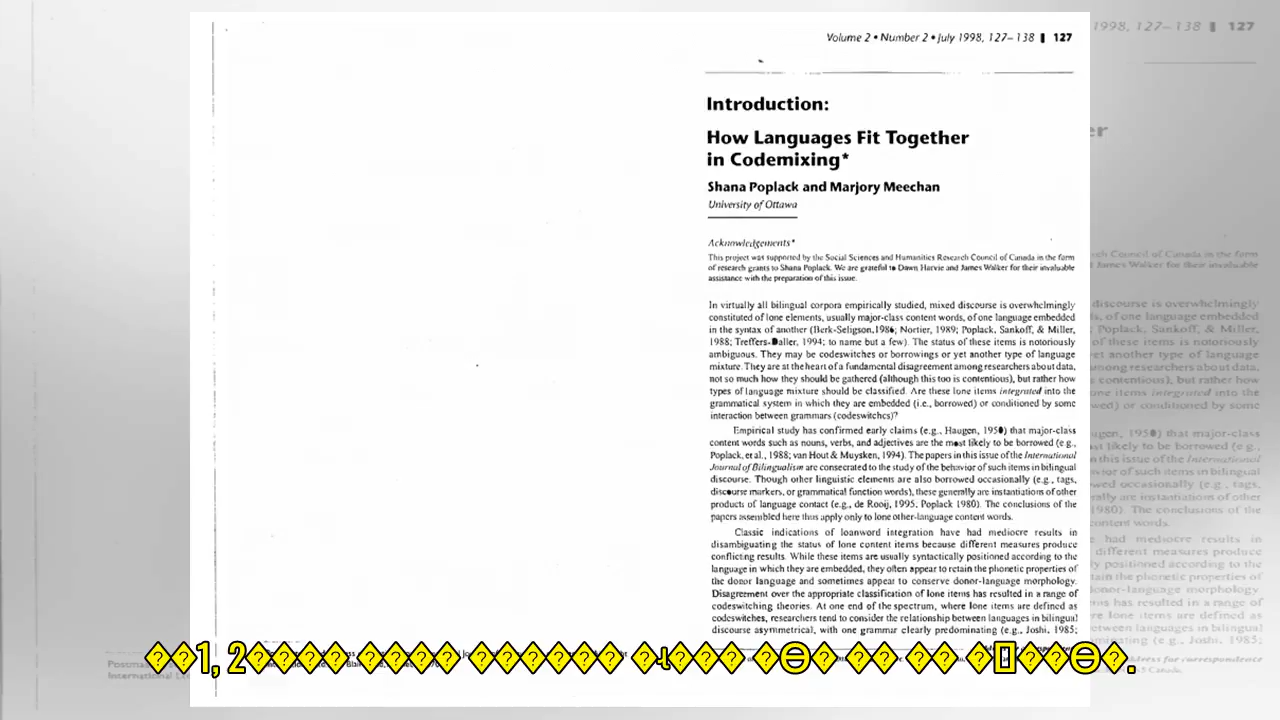 Volume 2 • Number 2 • July 1998, 127–138 ❚ 127
1998, 127–138 ❚ 127
Introduction:
How Languages Fit Together
in Codemixing*
Shana Poplack and Marjory Meechan
University of Ottawa
Acknowledgements*
This project was supported by the Social Sciences and Humanities Research Council of Canada in the form
of research grants to Shana Poplack. We are grateful to Dawn Harvie and James Walker for their invaluable
assistance with the preparation of this issue.
In virtually all bilingual corpora empirically studied, mixed discourse is overwhelmingly
constituted of lone elements, usually major-class content words, of one language embedded
in the syntax of another (Berk-Seligson, 1986; Nortier, 1989; Poplack, Sankoff, & Miller,
1988; Treffers-Daller, 1994; to name but a few). The status of these items is notoriously
ambiguous. They may be codeswitches or borrowings or yet another type of language
mixture. They are at the heart of a fundamental disagreement among researchers about data,
not so much how they should be gathered (although this too is contentious), but rather how
types of language mixture should be classified. Are these lone items integrated into the
grammatical system in which they are embedded (i.e., borrowed) or conditioned by some
interaction between grammars (codeswitches)?
Empirical study has confirmed early claims (e.g., Haugen, 1950) that major-class
content words such as nouns, verbs, and adjectives are the most likely to be borrowed (e.g.,
Poplack, et al., 1988; van Hout & Muysken, 1994). The papers in this issue of the International
Journal of Bilingualism are consecrated to the study of the behavior of such items in bilingual
discourse. Though other linguistic elements are also borrowed occasionally (e.g., tags,
discourse markers, or grammatical function words), these generally are instantiations of other
products of language contact (e.g., de Rooij, 1995; Poplack 1980). The conclusions of the
papers assembled here thus apply only to lone other-language content words.
Classic indications of loanword integration have had mediocre results in
disambiguating the status of lone content items because different measures produce
conflicting results. While these items are usually syntactically positioned according to the
language in which they are embedded, they often appear to retain the phonetic properties of
the donor language and sometimes appear to conserve donor-language morphology.
Disagreement over the appropriate classification of lone items has resulted in a range of
codeswitching theories. At one end of the spectrum, where lone items are defined as
codeswitches, researchers tend to consider the relationship between languages in bilingual
discourse asymmetrical, with one grammar clearly predominating (e.g., Joshi, 1985;
1, 2